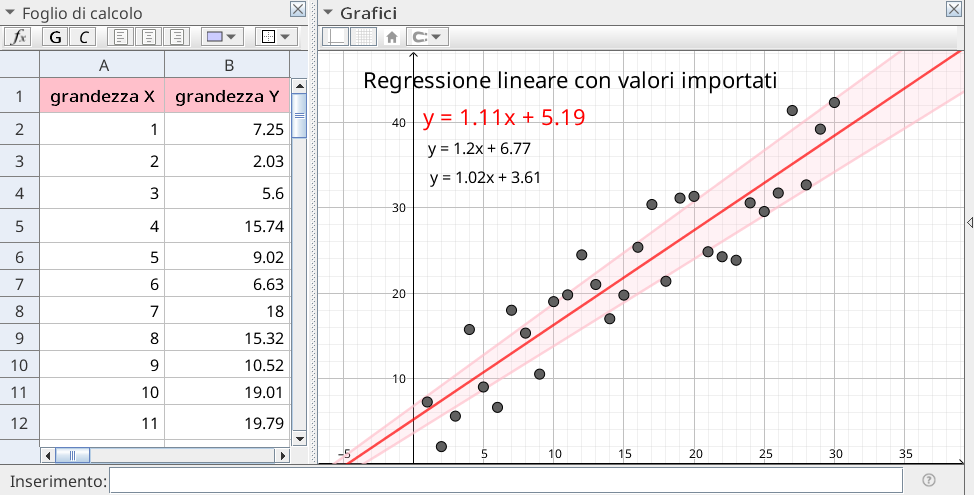 Foglio di calcolo
fx G C
A B
1 grandezza X grandezza Y
2 1 7.25
3 2 2.03
4 3 5.6
5 4 15.74
6 5 9.02
7 6 6.63
8 7 18
9 8 15.32
10 9 10.52
11 10 19.01
12 11 19.79
Grafici
Regressione lineare con valori importati
y = 1.11x + 5.19
y = 1.2x + 6.77
y = 1.02x + 3.61
40
30
20
10
−5 0 5 10 15 20 25 30 35
Inserimento:
?